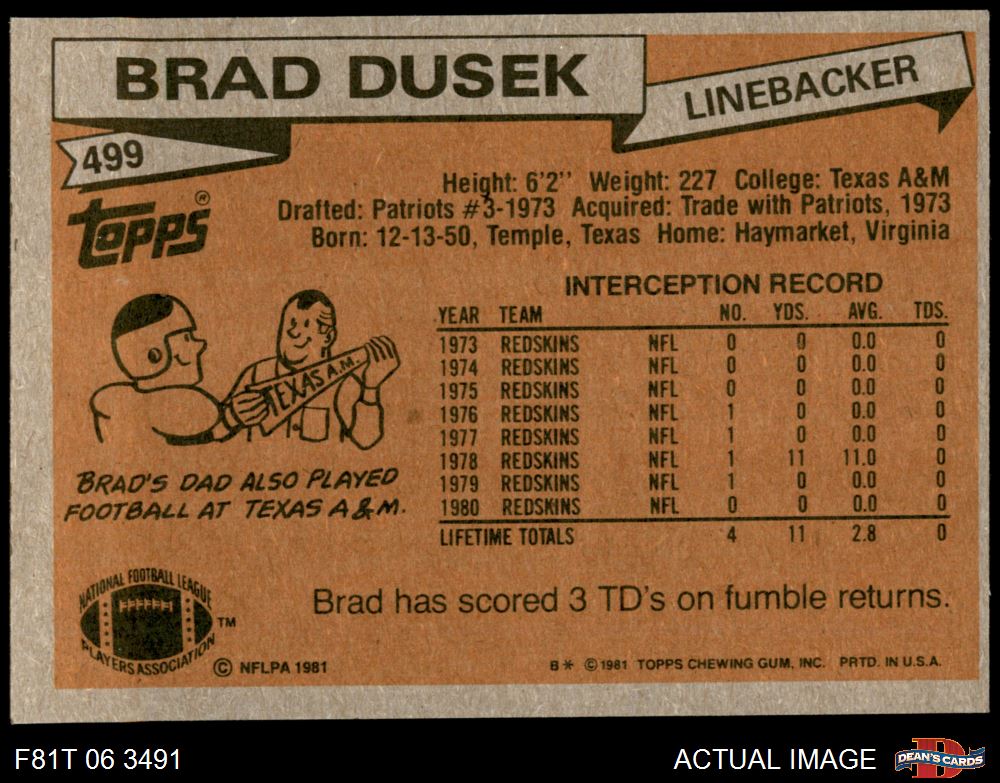 BRAD DUSEK
LINEBACKER
499
TOPPS®
Height: 6'2'' Weight: 227 College: Texas A&M
Drafted: Patriots #3-1973 Acquired: Trade with Patriots, 1973
Born: 12-13-50, Temple, Texas Home: Haymarket, Virginia
TEXAS A.M.
BRAD'S DAD ALSO PLAYED
FOOTBALL AT TEXAS A&M.
INTERCEPTION RECORD
YEAR TEAM NO. YDS. AVG. TDS.
1973 REDSKINS NFL 0 0 0.0 0
1974 REDSKINS NFL 0 0 0.0 0
1975 REDSKINS NFL 0 0 0.0 0
1976 REDSKINS NFL 1 0 0.0 0
1977 REDSKINS NFL 1 0 0.0 0
1978 REDSKINS NFL 1 11 11.0 0
1979 REDSKINS NFL 1 0 0.0 0
1980 REDSKINS NFL 0 0 0.0 0
LIFETIME TOTALS 4 11 2.8 0
Brad has scored 3 TD's on fumble returns.
NATIONAL FOOTBALL LEAGUE
PLAYERS ASSOCIATION
TM
© NFLPA 1981
B* © 1981 TOPPS CHEWING GUM, INC. PRTD. IN U.S.A.
F81T 06 3491
ACTUAL IMAGE
D
DEAN'S CARDS